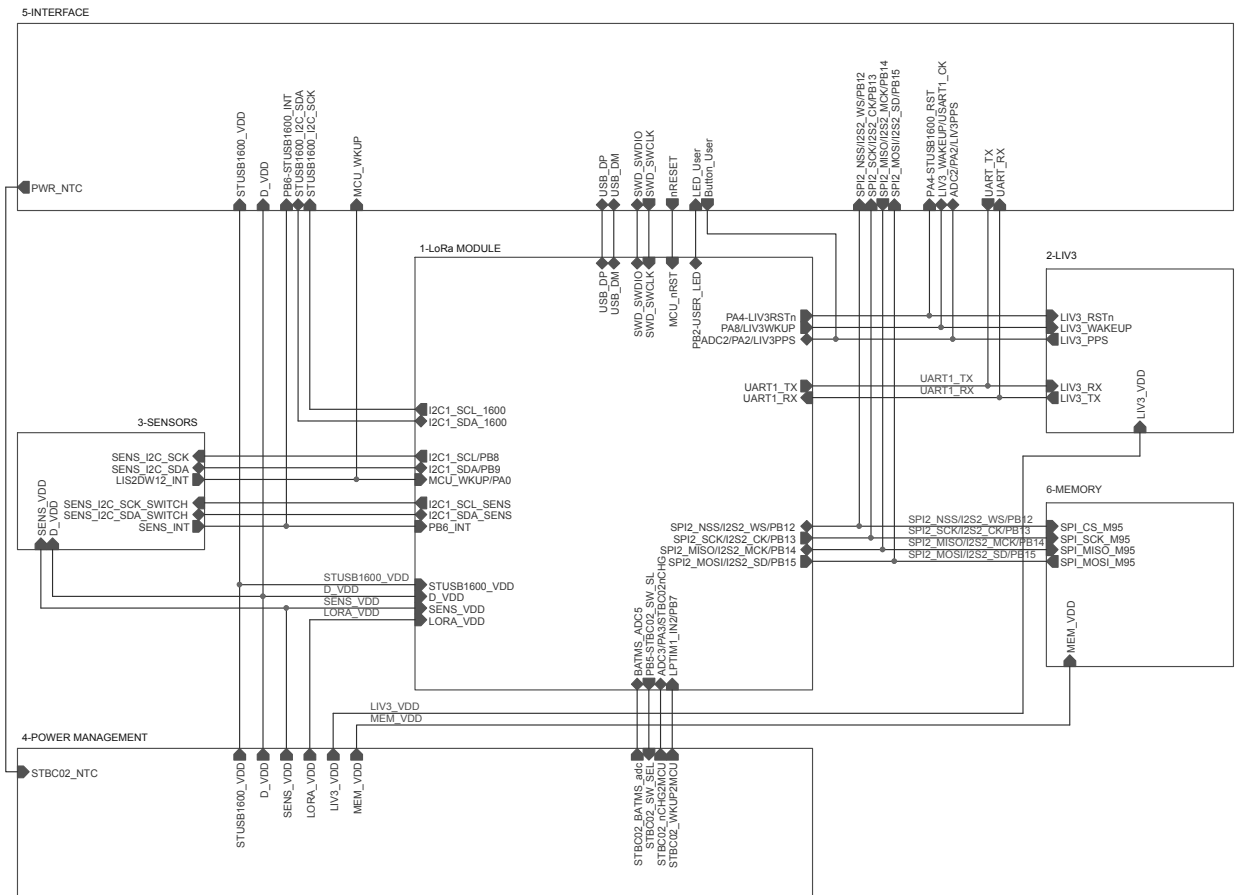 5-INTERFACE
PWR_NTC
STUSB1600_VDD
D_VDD
PB6-STUSB1600_INT
STUSB1600_I2C_SDA
STUSB1600_I2C_SCK
MCU_WKUP
USB_DP
USB_DM
SWD_SWDIO
SWD_SWCLK
nRESET
LED_User
Button_User
SPI2_NSS/I2S2_WS/PB12
SPI2_SCK/I2S2_CK/PB13
SPI2_MISO/I2S2_MCK/PB14
SPI2_MOSI/I2S2_SD/PB15
PA4-STUSB1600_RST
LIV3_WAKEUP/USART1_CK
ADC2/PA2/LIV3PPS
UART_TX
UART_RX
1-LoRa MODULE
USB_DP
USB_DM
SWD_SWDIO
SWD_SWCLK
MCU_nRST
PB2-USER_LED
PA4-LIV3RSTn
PA8/LIV3WKUP
PADC2/PA2/LIV3PPS
UART1_TX
UART1_RX
I2C1_SCL_1600
I2C1_SDA_1600
I2C1_SCL/PB8
I2C1_SDA/PB9
MCU_WKUP/PA0
I2C1_SCL_SENS
I2C1_SDA_SENS
PB6_INT
SPI2_NSS/I2S2_WS/PB12
SPI2_SCK/I2S2_CK/PB13
SPI2_MISO/I2S2_MCK/PB14
SPI2_MOSI/I2S2_SD/PB15
STUSB1600_VDD
D_VDD
SENS_VDD
LORA_VDD
BATMS_ADC5
PB5-STBC02_SW_SL
ADC3/PA3/STBC02nCHG
LPTIM1_IN2/PB7
UART1_TX
UART1_RX
2-LIV3
LIV3_RSTn
LIV3_WAKEUP
LIV3_PPS
LIV3_RX
LIV3_TX
LIV3_VDD
3-SENSORS
SENS_I2C_SCK
SENS_I2C_SDA
LIS2DW12_INT
SENS_I2C_SCK_SWITCH
SENS_I2C_SDA_SWITCH
SENS_INT
SENS_VDD
D_VDD
STUSB1600_VDD
D_VDD
SENS_VDD
LORA_VDD
SPI2_NSS/I2S2_WS/PB12
SPI2_SCK/I2S2_CK/PB13
SPI2_MISO/I2S2_MCK/PB14
SPI2_MOSI/I2S2_SD/PB15
6-MEMORY
SPI_CS_M95
SPI_SCK_M95
SPI_MISO_M95
SPI_MOSI_M95
MEM_VDD
LIV3_VDD
MEM_VDD
4-POWER MANAGEMENT
STBC02_NTC
STUSB1600_VDD
D_VDD
SENS_VDD
LORA_VDD
LIV3_VDD
MEM_VDD
STBC02_BATMS_adc
STBC02_SW_SEL
STBC02_nCHG2MCU
STBC02_WKUP2MCU